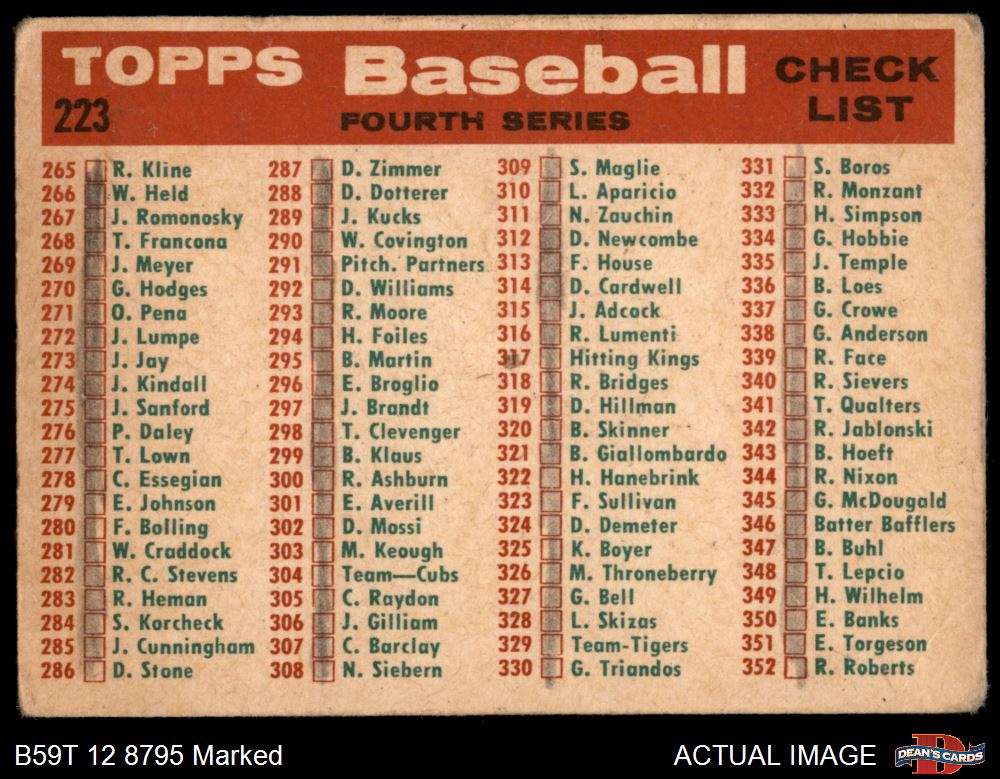 TOPPS Baseball CHECK LIST
223 FOURTH SERIES
265 R. Kline
266 W. Held
267 J. Romonosky
268 T. Francona
269 J. Meyer
270 G. Hodges
271 O. Pena
272 J. Lumpe
273 J. Jay
274 J. Kindall
275 J. Sanford
276 P. Daley
277 T. Lown
278 C. Essegian
279 E. Johnson
280 F. Bolling
281 W. Craddock
282 R. C. Stevens
283 R. Heman
284 S. Korcheck
285 J. Cunningham
286 D. Stone
287 D. Zimmer
288 D. Dotterer
289 J. Kucks
290 W. Covington
291 Pitch. Partners
292 D. Williams
293 R. Moore
294 H. Foiles
295 B. Martin
296 E. Broglio
297 J. Brandt
298 T. Clevenger
299 B. Klaus
300 R. Ashburn
301 E. Averill
302 D. Mossi
303 M. Keough
304 Team—Cubs
305 C. Raydon
306 J. Gilliam
307 C. Barclay
308 N. Siebern
309 S. Maglie
310 L. Aparicio
311 N. Zauchin
312 D. Newcombe
313 F. House
314 D. Cardwell
315 J. Adcock
316 R. Lumenti
317 Hitting Kings
318 R. Bridges
319 D. Hillman
320 B. Skinner
321 B. Giallombardo
322 H. Hanebrink
323 F. Sullivan
324 D. Demeter
325 K. Boyer
326 M. Throneberry
327 G. Bell
328 L. Skizas
329 Team-Tigers
330 G. Triandos
331 S. Boros
332 R. Monzant
333 H. Simpson
334 G. Hobbie
335 J. Temple
336 B. Loes
337 G. Crowe
338 G. Anderson
339 R. Face
340 R. Sievers
341 T. Qualters
342 R. Jablonski
343 B. Hoeft
344 R. Nixon
345 G. McDougald
346 Batter Bafflers
347 B. Buhl
348 T. Lepcio
349 H. Wilhelm
350 E. Banks
351 E. Torgeson
352 R. Roberts
B59T 12 8795 Marked
ACTUAL IMAGE
D
DEAN'S CARDS